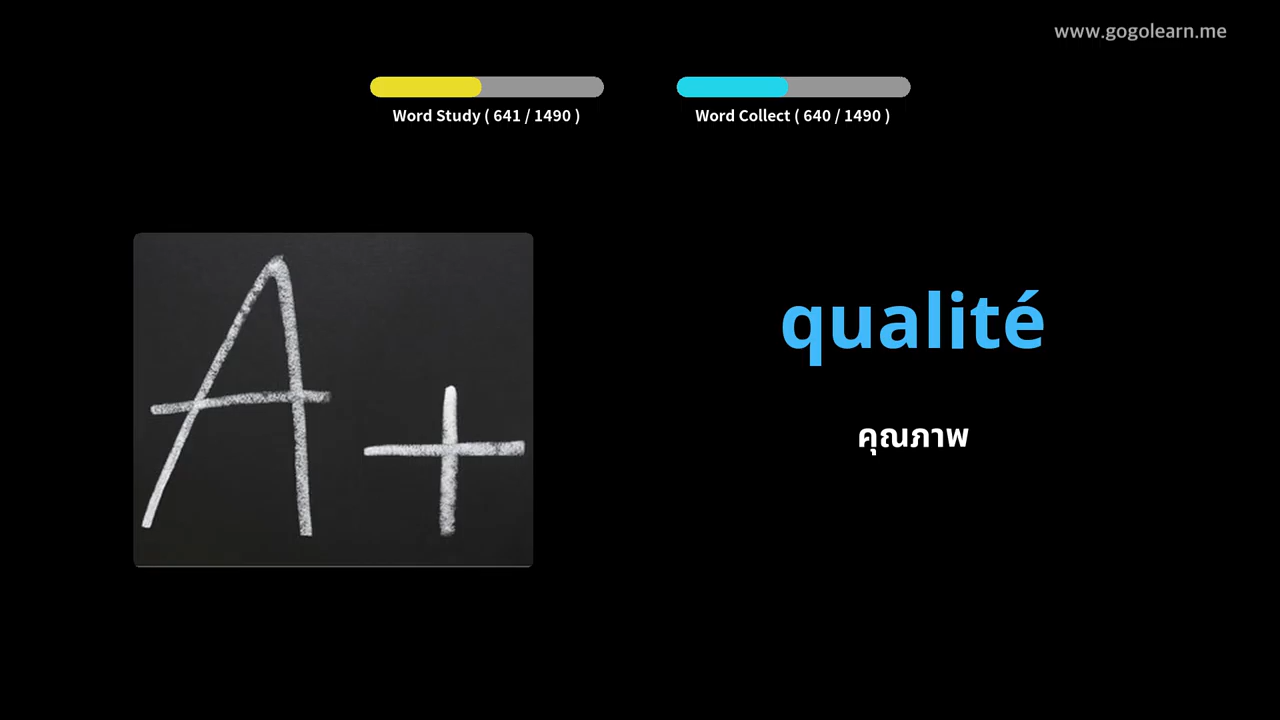 www.gogolearn.me
Word Study ( 641 / 1490 )
Word Collect ( 640 / 1490 )
A+
qualité
คุณภาพ